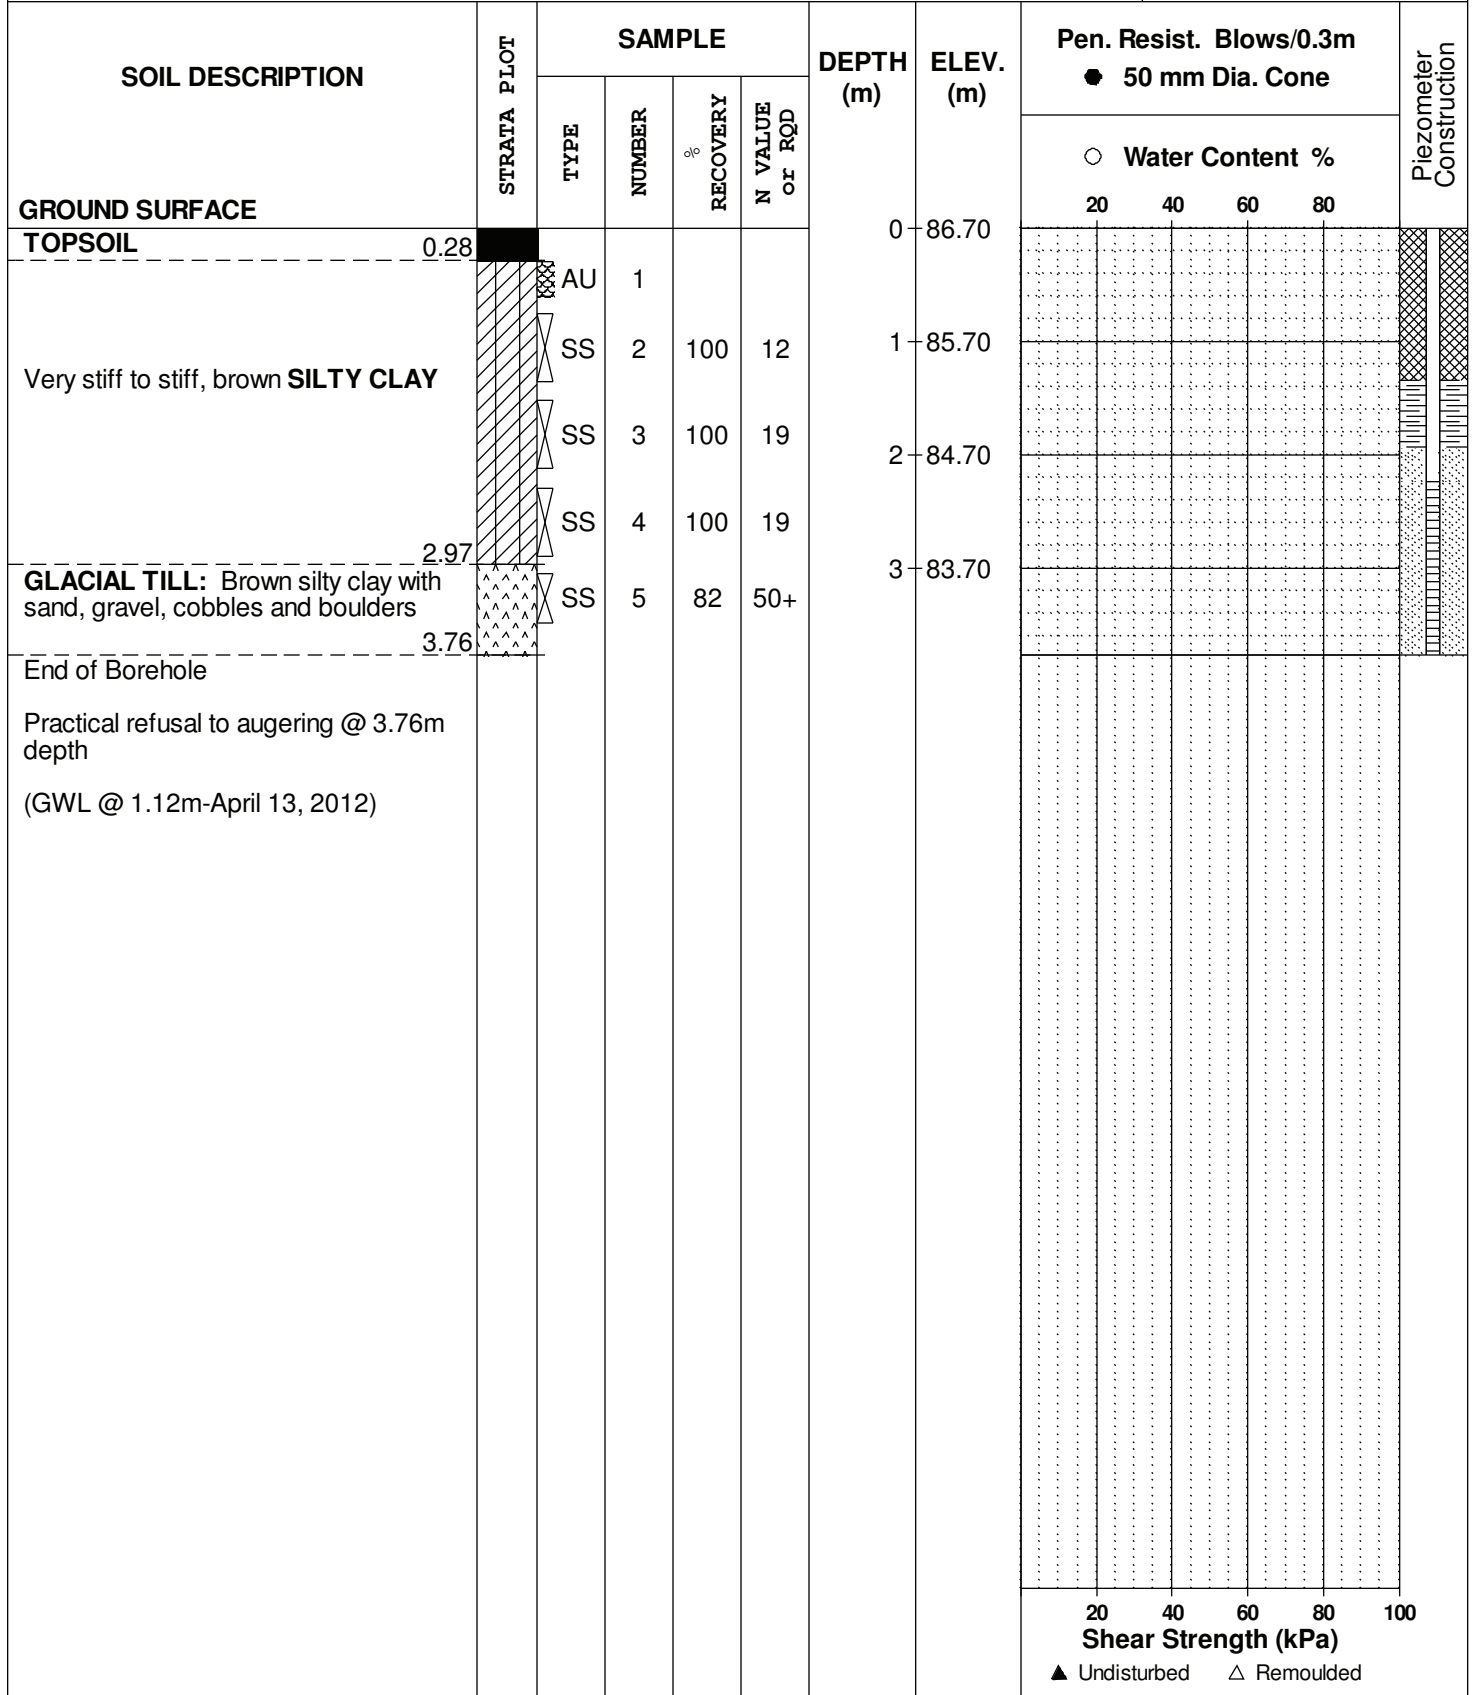 SOIL DESCRIPTION
GROUND SURFACE
STRATA PLOT
SAMPLE
TYPE
NUMBER
%
RECOVERY
N VALUE
or RQD
DEPTH
(m)
ELEV.
(m)
Pen. Resist. Blows/0.3m
● 50 mm Dia. Cone
○ Water Content %
20 40 60 80
Piezometer
Construction
TOPSOIL 0.28
0 86.70
AU 1
SS 2 100 12
1 85.70
Very stiff to stiff, brown SILTY CLAY
SS 3 100 19
2 84.70
SS 4 100 19
2.97
3 83.70
GLACIAL TILL: Brown silty clay with
sand, gravel, cobbles and boulders
SS 5 82 50+
3.76
End of Borehole
Practical refusal to augering @ 3.76m
depth
(GWL @ 1.12m-April 13, 2012)
20 40 60 80 100
Shear Strength (kPa)
▲ Undisturbed △ Remoulded